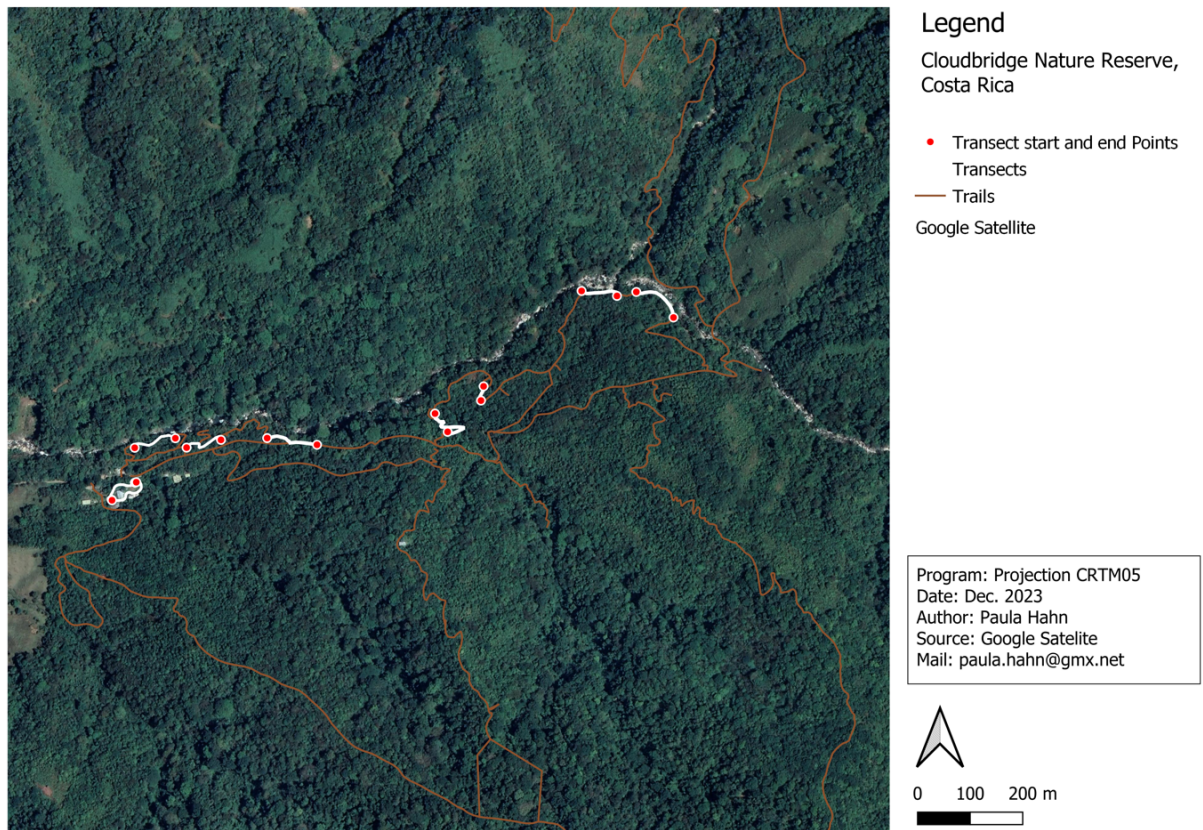 Legend
Cloudbridge Nature Reserve,
Costa Rica
Transect start and end Points
Transects
Trails
Google Satellite
Program: Projection CRTM05
Date: Dec. 2023
Author: Paula Hahn
Source: Google Satelite
Mail: paula.hahn@gmx.net
0 100 200 m